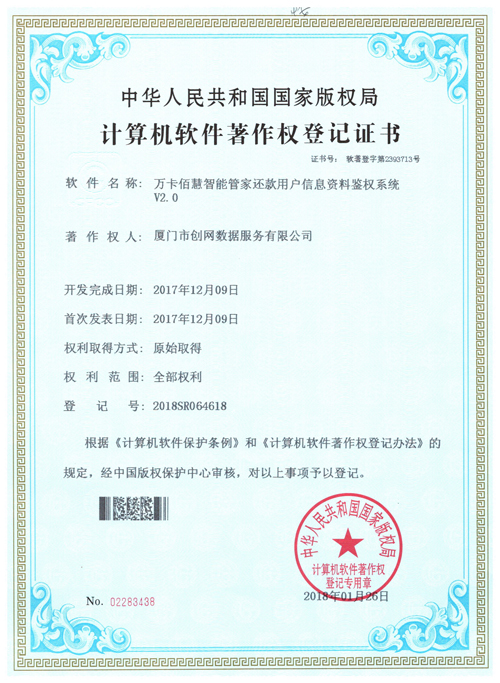 中华人民共和国国家版权局
计算机软件著作权登记证书
证书号： 软著登字第2393713号
软件名称： 万卡佰慧智能管家还款用户信息资料鉴权系统
V2.0
著作权人： 厦门市创网数据服务有限公司
开发完成日期： 2017年12月09日
首次发表日期： 2017年12月09日
权利取得方式： 原始取得
权利范围： 全部权利
登记号： 2018SR064618
根据《计算机软件保护条例》和《计算机软件著作权登记办法》的
规定，经中国版权保护中心审核，对以上事项予以登记。
中华人民共和国国家版权局
计算机软件著作权
登记专用章
2018年01月26日
No. 02283438